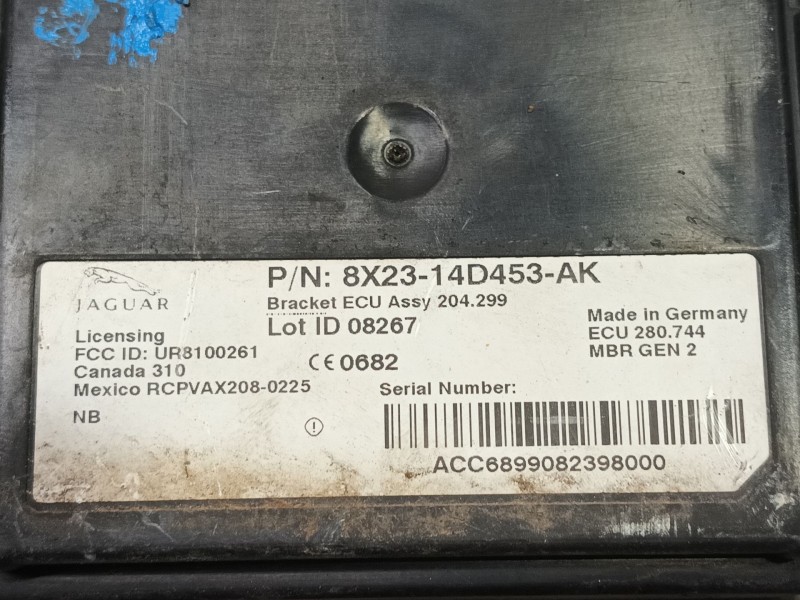 JAGUAR
P/N: 8X23-14D453-AK
Bracket ECU Assy 204.299
Lot ID 08267
Licensing
FCC ID: UR8100261
Canada 310
Mexico RCPVAX208-0225
NB
CE 0682
Made in Germany
ECU 280.744
MBR GEN 2
Serial Number:
ACC6899082398000